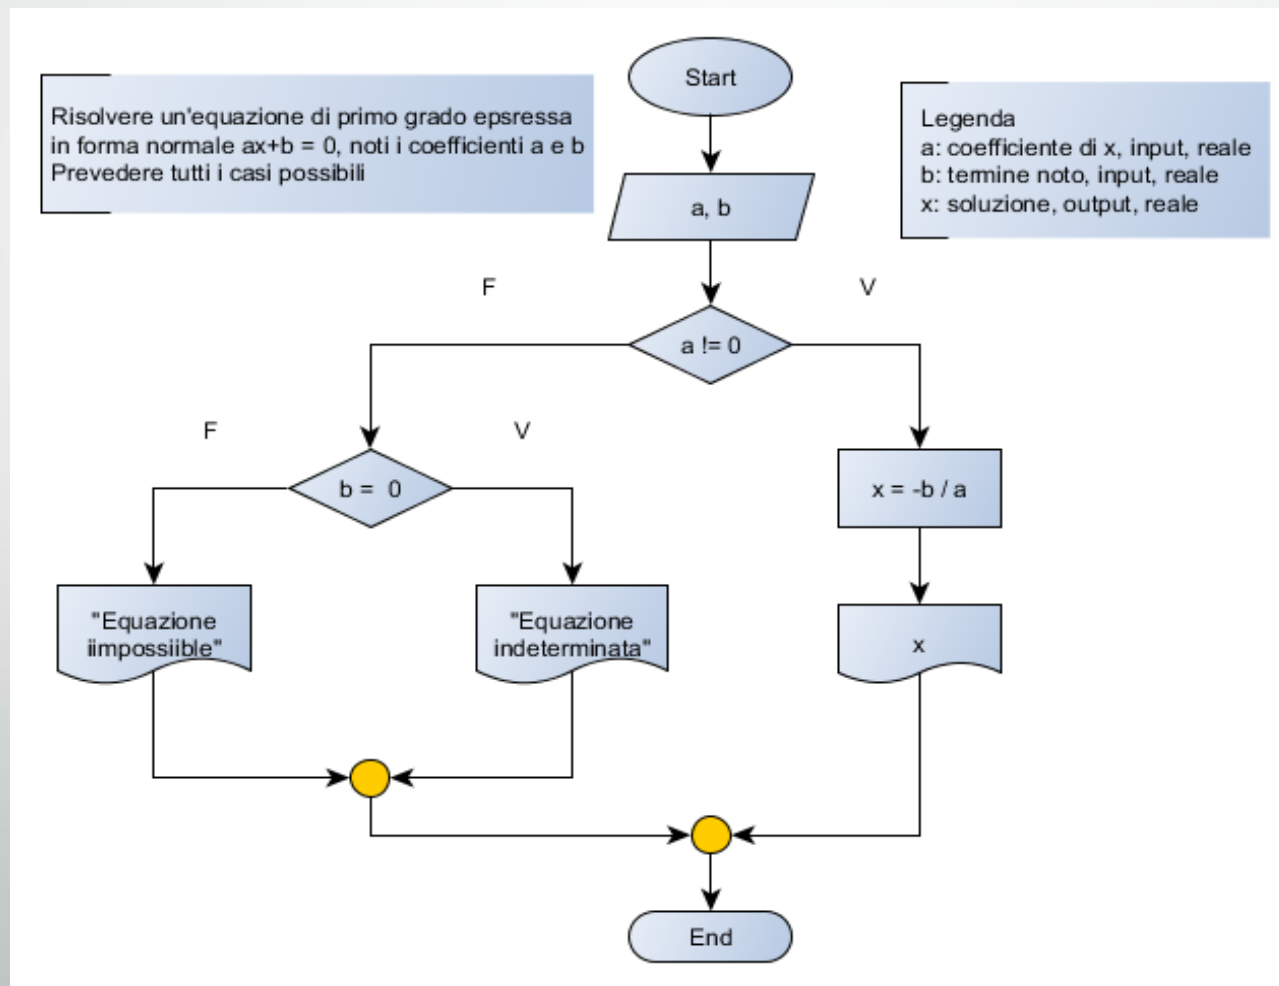 Start
Risolvere un'equazione di primo grado epsressa
in forma normale ax+b = 0, noti i coefficienti a e b
Prevedere tutti i casi possibili
Legenda
a: coefficiente di x, input, reale
b: termine noto, input, reale
x: soluzione, output, reale
a, b
F
V
a != 0
F
V
b = 0
x = -b / a
"Equazione
iimpossiible"
"Equazione
indeterminata"
x
End